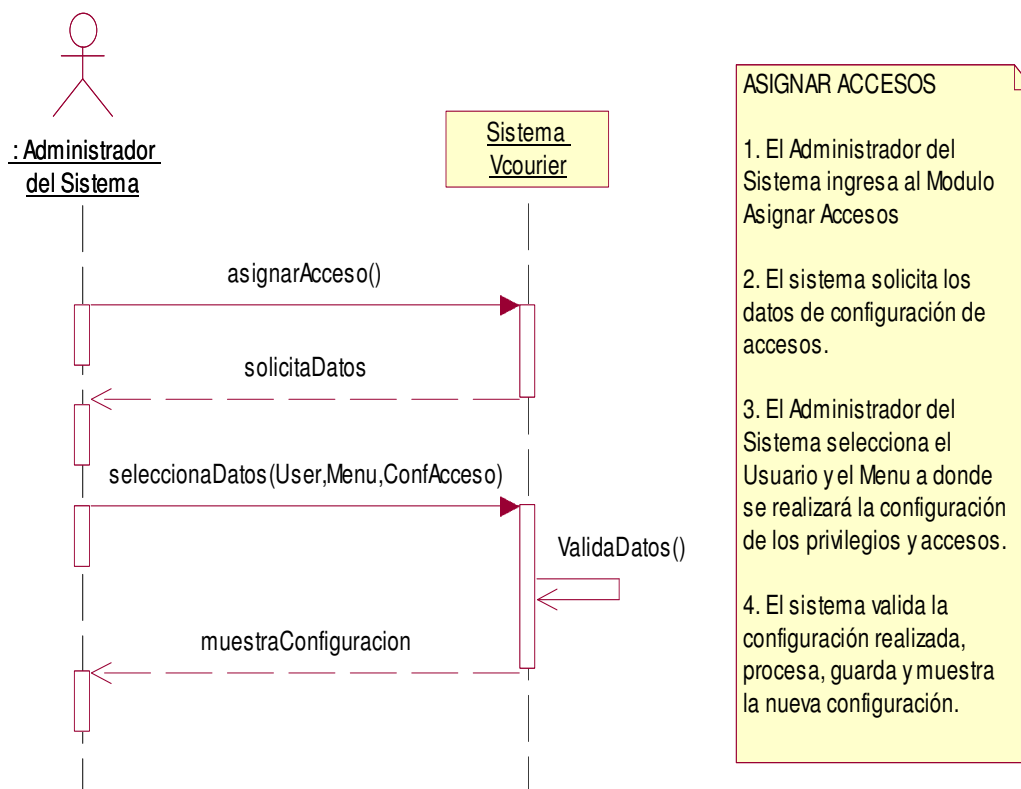 : Administrador
del Sistema
Sistema
Vcourier
asignarAcceso()
solicitaDatos
seleccionaDatos(User,Menu,ConfAcceso)
ValidaDatos()
muestraConfiguracion
ASIGNAR ACCESOS
1. El Administrador del
Sistema ingresa al Modulo
Asignar Accesos
2. El sistema solicita los
datos de configuración de
accesos.
3. El Administrador del
Sistema selecciona el
Usuario y el Menu a donde
se realizará la configuración
de los privilegios y accesos.
4. El sistema valida la
configuración realizada,
procesa, guarda y muestra
la nueva configuración.